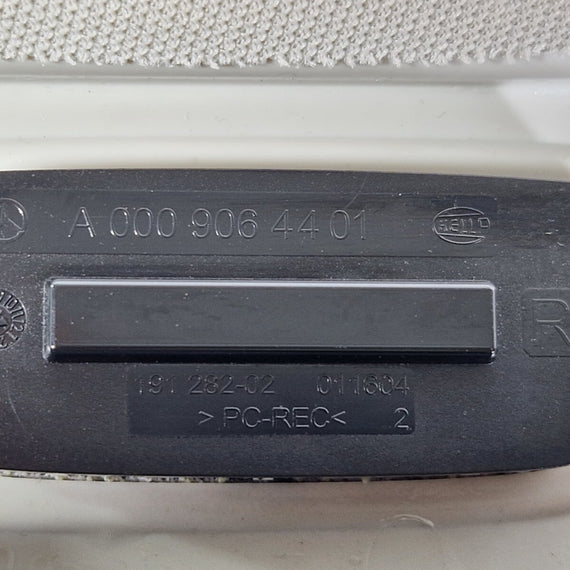 A 000 906 44 01
HELLA
R
191 282-02 011604
>PC-REC< 2